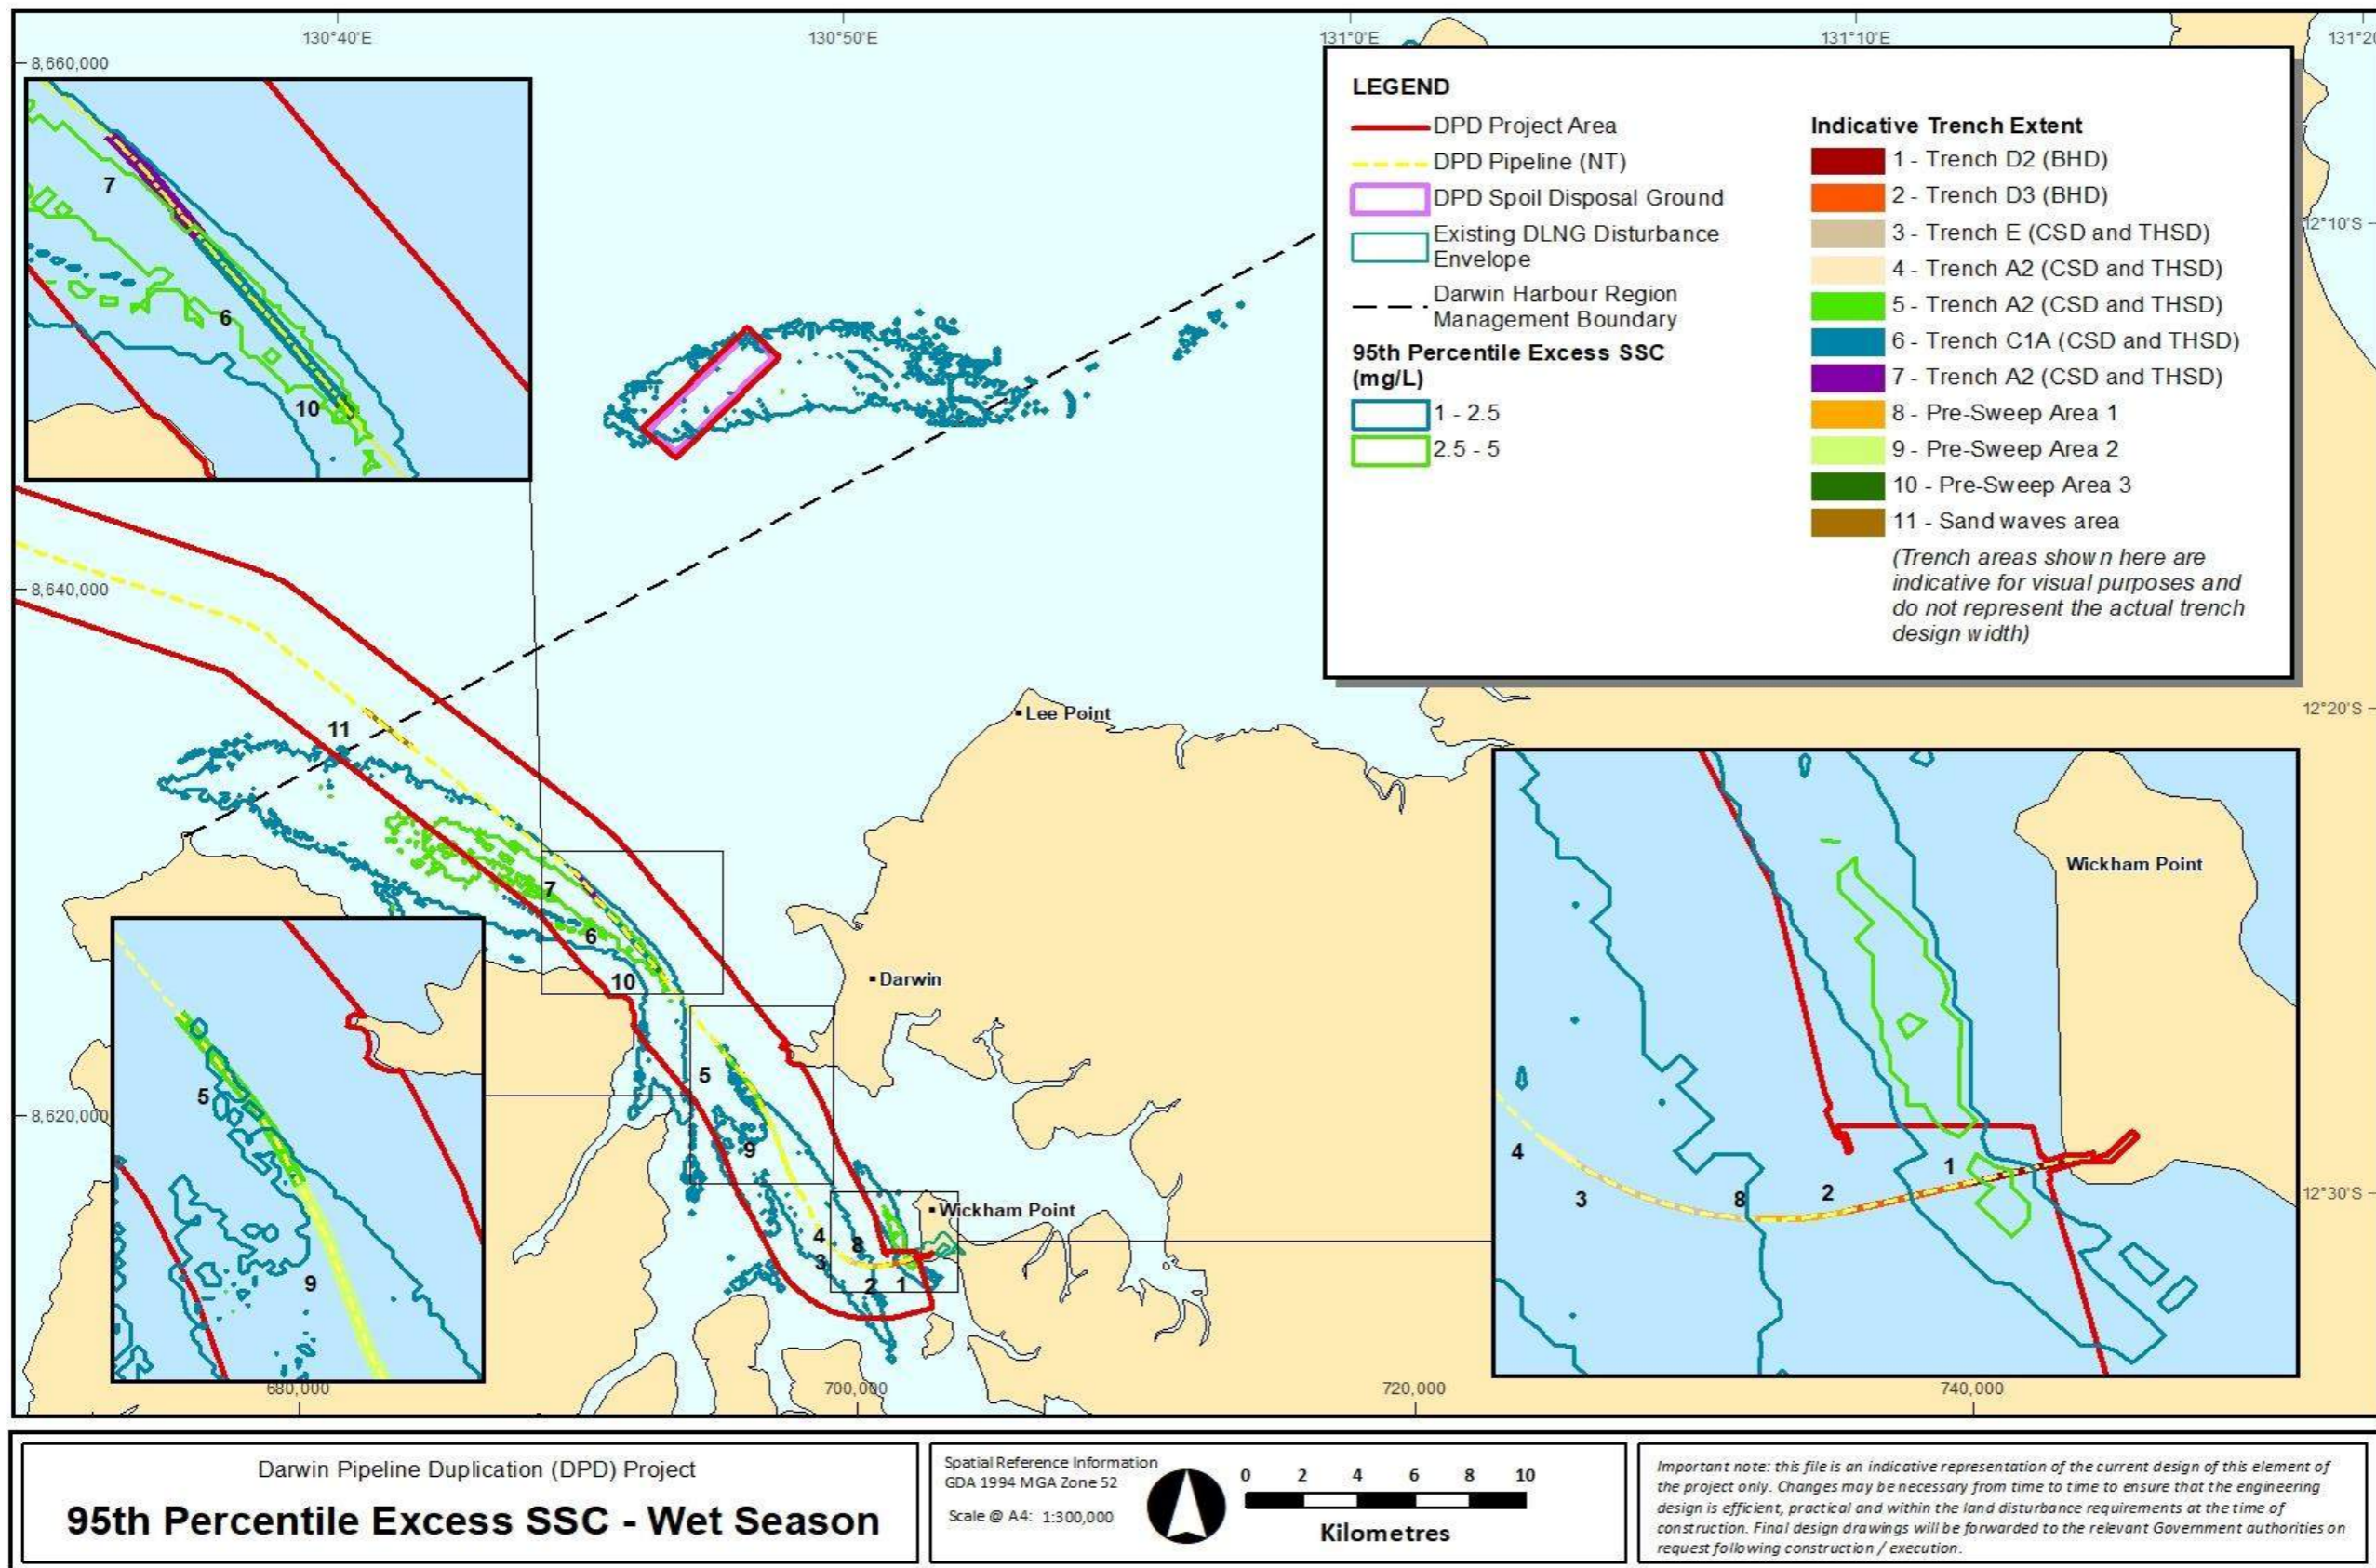 130°40'E
130°50'E
131°0'E
131°10'E
8,660,000
8,640,000
8,620,000
12°10'S
12°20'S
12°30'S
680,000
700,000
720,000
740,000
LEGEND
DPD Project Area
DPD Pipeline (NT)
DPD Spoil Disposal Ground
Existing DLNG Disturbance
Envelope
Darwin Harbour Region
Management Boundary
95th Percentile Excess SSC
(mg/L)
1 - 2.5
2.5 - 5
Indicative Trench Extent
1 - Trench D2 (BHD)
2 - Trench D3 (BHD)
3 - Trench E (CSD and THSD)
4 - Trench A2 (CSD and THSD)
5 - Trench A2 (CSD and THSD)
6 - Trench C1A (CSD and THSD)
7 - Trench A2 (CSD and THSD)
8 - Pre-Sweep Area 1
9 - Pre-Sweep Area 2
10 - Pre-Sweep Area 3
11 - Sand waves area
(Trench areas shown here are
indicative for visual purposes and
do not represent the actual trench
design width)
7
6
10
11
Lee Point
7
6
10
Darwin
5
9
Wickham Point
4
8
3
2
1
5
9
Wickham Point
4
3
8
2
1
Darwin Pipeline Duplication (DPD) Project
95th Percentile Excess SSC - Wet Season
Spatial Reference Information
GDA 1994 MGA Zone 52
Scale @ A4: 1:300,000
0 2 4 6 8 10
Kilometres
Important note: this file is an indicative representation of the current design of this element of
the project only. Changes may be necessary from time to time to ensure that the engineering
design is efficient, practical and within the land disturbance requirements at the time of
construction. Final design drawings will be forwarded to the relevant Government authorities on
request following construction / execution.